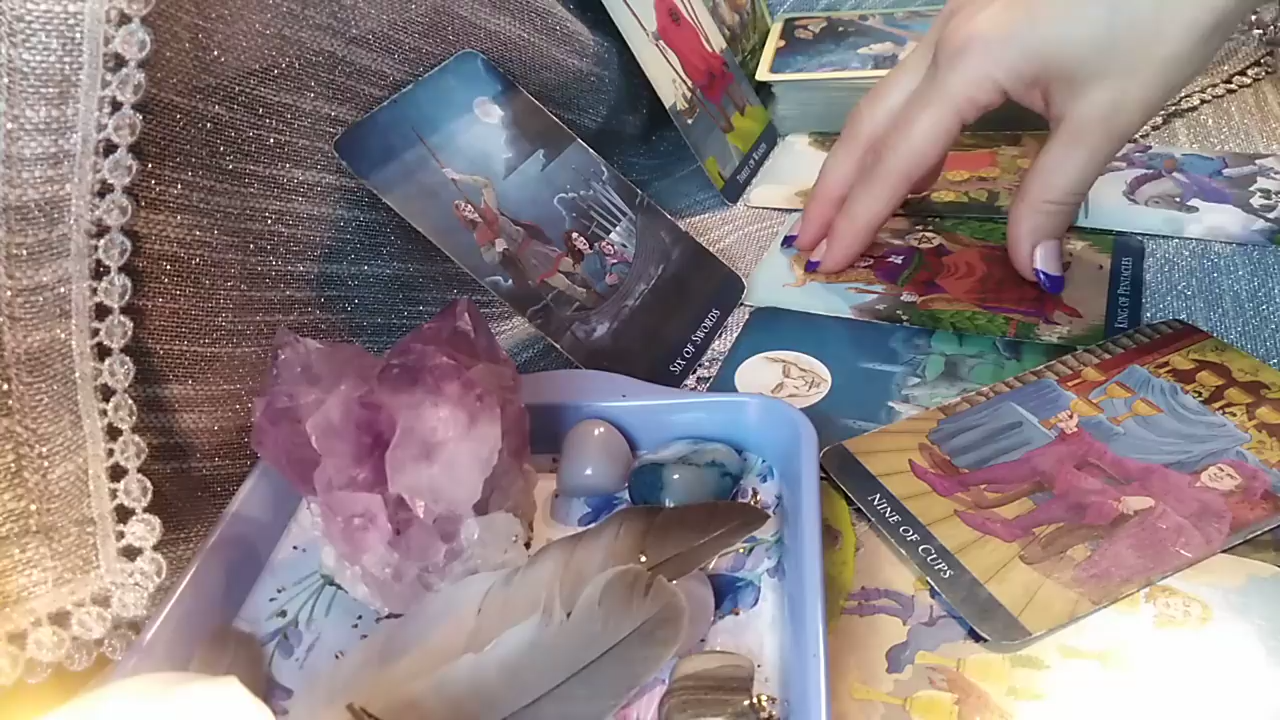 THREE OF WANDS
SIX OF SWORDS
KING OF PENTACLES
NINE OF CUPS